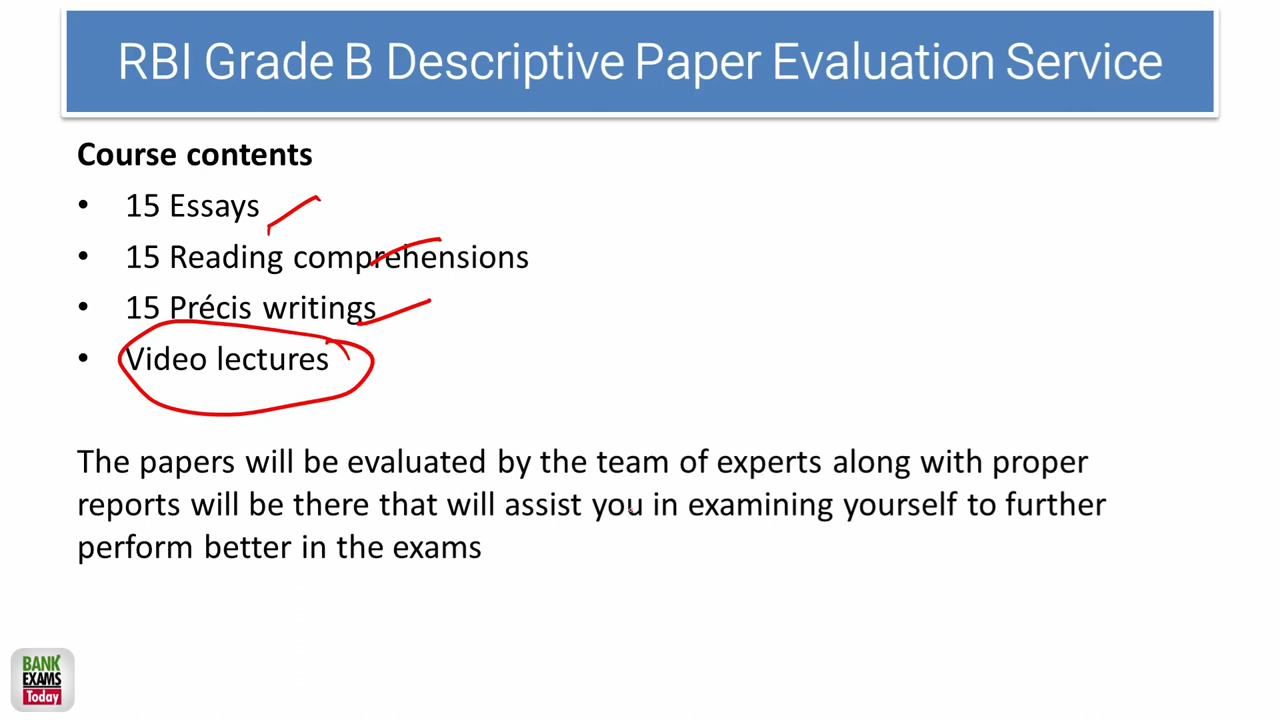 RBI Grade B Descriptive Paper Evaluation Service
Course contents
• 15 Essays
• 15 Reading comprehensions
• 15 Précis writings
• Video lectures
The papers will be evaluated by the team of experts along with proper
reports will be there that will assist you in examining yourself to further
perform better in the exams
BANK
EXAMS
Today